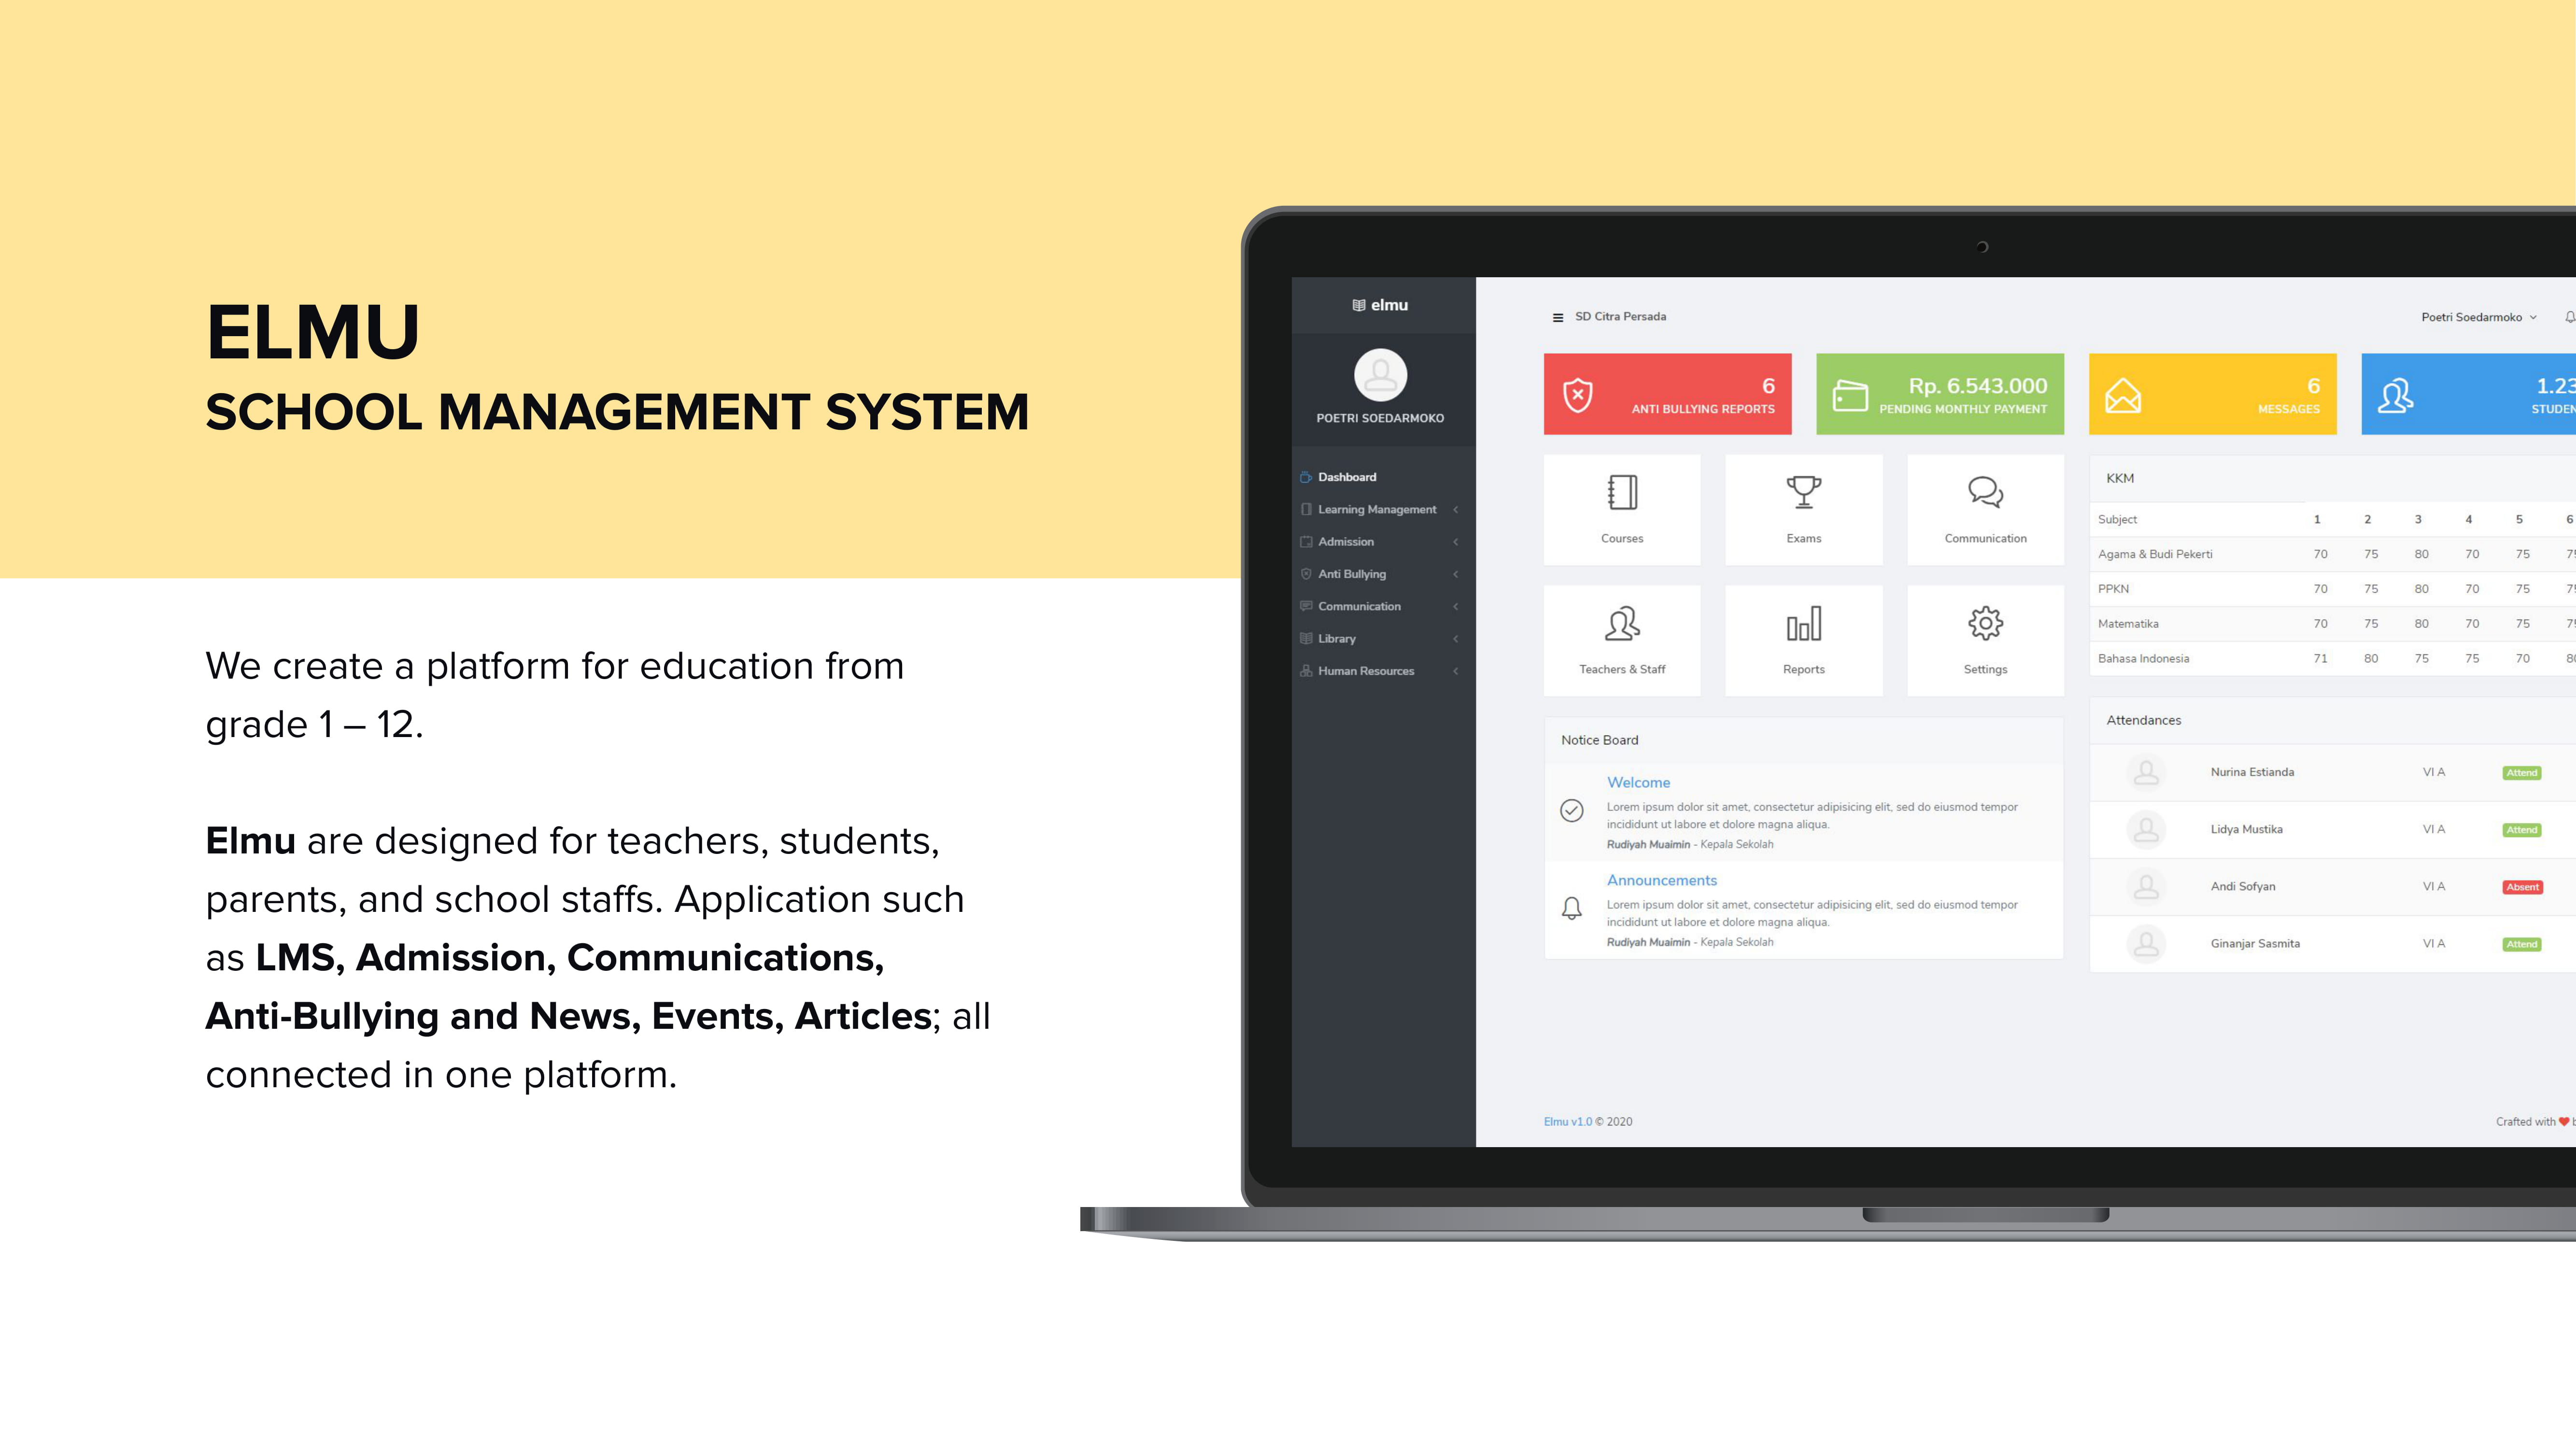 ELMU
SCHOOL MANAGEMENT SYSTEM
We create a platform for education from
grade 1 – 12.
Elmu are designed for teachers, students,
parents, and school staffs. Application such
as LMS, Admission, Communications,
Anti-Bullying and News, Events, Articles; all
connected in one platform.
elmu
POETRI SOEDARMOKO
Dashboard
Learning Management
Admission
Anti Bullying
Communication
Library
Human Resources
SD Citra Persada
Poetri Soedarmoko
6
ANTI BULLYING REPORTS
Rp. 6.543.000
PENDING MONTHLY PAYMENT
6
MESSAGES
Courses
Exams
Communication
Teachers & Staff
Reports
Settings
KKM
Subject 1 2 3 4 5 6
Agama & Budi Pekerti 70 75 80 70 75
PPKN 70 75 80 70 75
Matematika 70 75 80 70 75
Bahasa Indonesia 71 80 75 75 70
Notice Board
Welcome
Lorem ipsum dolor sit amet, consectetur adipisicing elit, sed do eiusmod tempor
incididunt ut labore et dolore magna aliqua.
Rudiyah Muaimin - Kepala Sekolah
Announcements
Lorem ipsum dolor sit amet, consectetur adipisicing elit, sed do eiusmod tempor
incididunt ut labore et dolore magna aliqua.
Rudiyah Muaimin - Kepala Sekolah
Attendances
Nurina Estianda VI A Attend
Lidya Mustika VI A Attend
Andi Sofyan VI A Absent
Ginanjar Sasmita VI A Attend
Elmu v1.0 © 2020
Crafted with